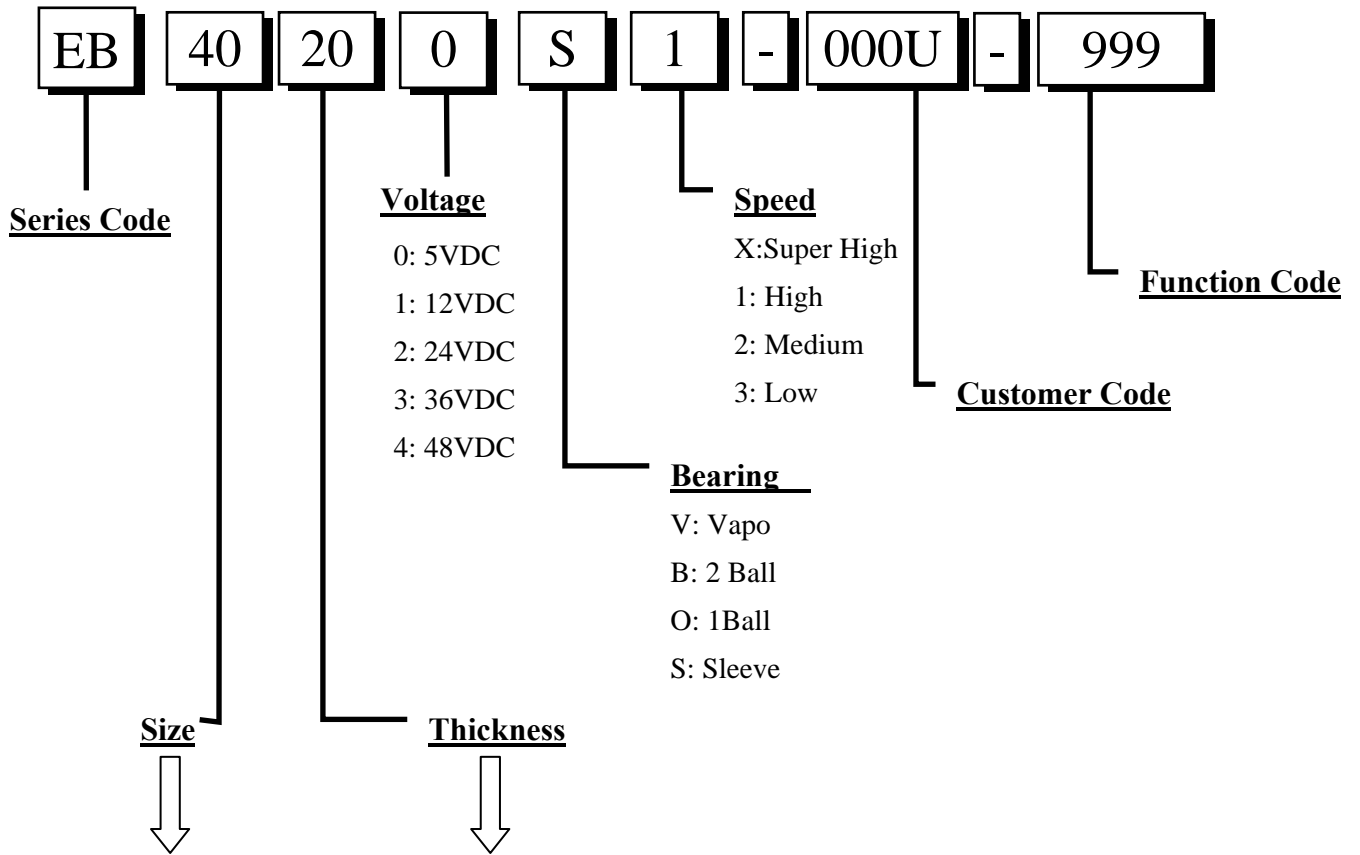 EB 40 20 0 S 1 - 000U - 999
Series Code
Voltage
0: 5VDC
1: 12VDC
2: 24VDC
3: 36VDC
4: 48VDC
Speed
X:Super High
1: High
2: Medium
3: Low
Function Code
Customer Code
Bearing
V: Vapo
B: 2 Ball
O: 1Ball
S: Sleeve
Size
Thickness